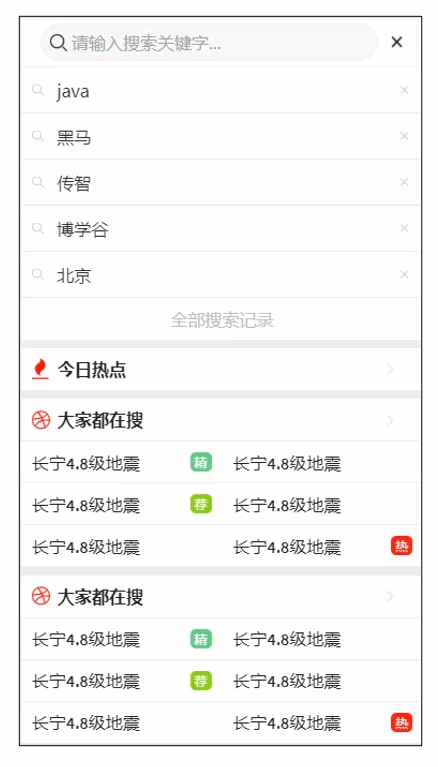 请输入搜索关键字...
java
黑马
传智
博学谷
北京
全部搜索记录
今日热点
大家都在搜
长宁4.8级地震 精 长宁4.8级地震
长宁4.8级地震 荐 长宁4.8级地震
长宁4.8级地震 长宁4.8级地震 热
大家都在搜
长宁4.8级地震 精 长宁4.8级地震
长宁4.8级地震 荐 长宁4.8级地震
长宁4.8级地震 长宁4.8级地震 热